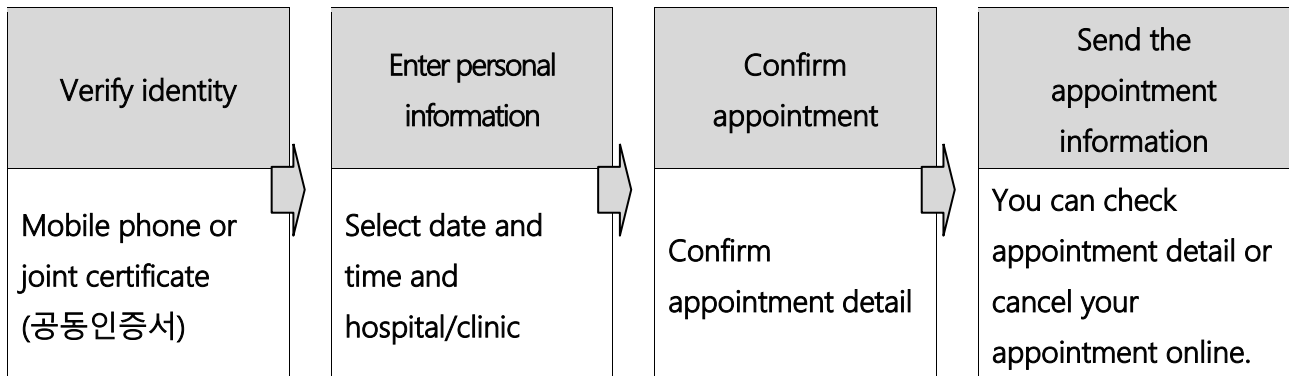 Verify identity
Mobile phone or
joint certificate
(공동인증서)
Enter personal
information
Select date and
time and
hospital/clinic
Confirm
appointment
Confirm
appointment detail
Send the
appointment
information
You can check
appointment detail or
cancel your
appointment online.